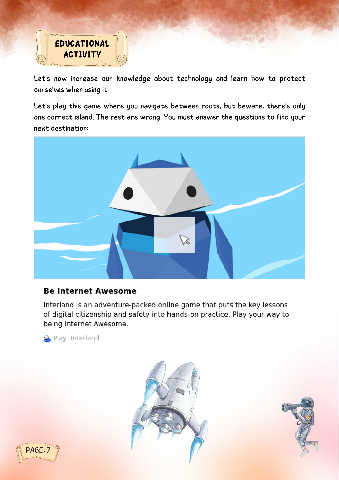 EDUCATIONAL
ACTIVITY
Let's now increase our knowledge about technology and learn how to protect
ourselves when using it.
Let's play this game where you navigate between roots, but beware, there's only
one correct island. The rest are wrong. You must answer the questions to find your
next destination:
Be Internet Awesome
Interland is an adventure-packed online game that puts the key lessons
of digital citizenship and safety into hands-on practice. Play your way to
being Internet Awesome.
Play Interland
PAGE.7